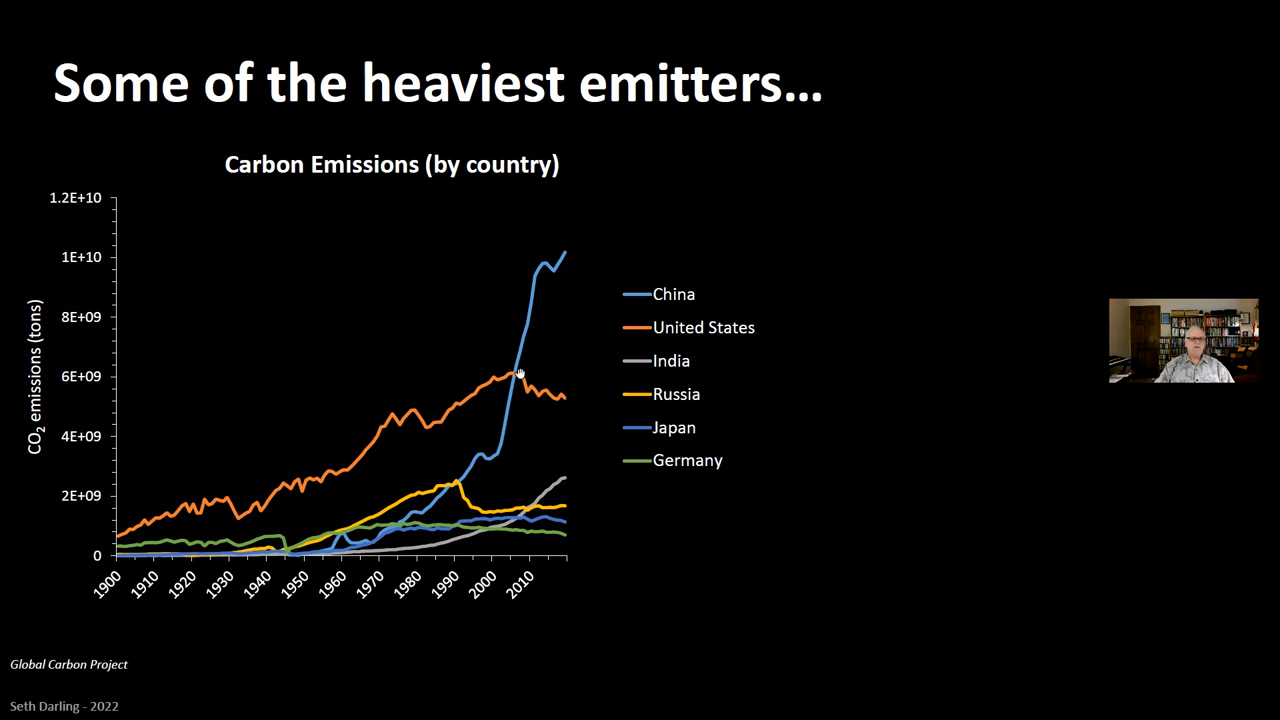 Some of the heaviest emitters...
Carbon Emissions (by country)
CO₂ emissions (tons)
1.2E+10
1E+10
8E+09
6E+09
4E+09
2E+09
0
1900
1910
1920
1930
1940
1950
1960
1970
1980
1990
2000
2010
China
United States
India
Russia
Japan
Germany
Global Carbon Project
Seth Darling - 2022